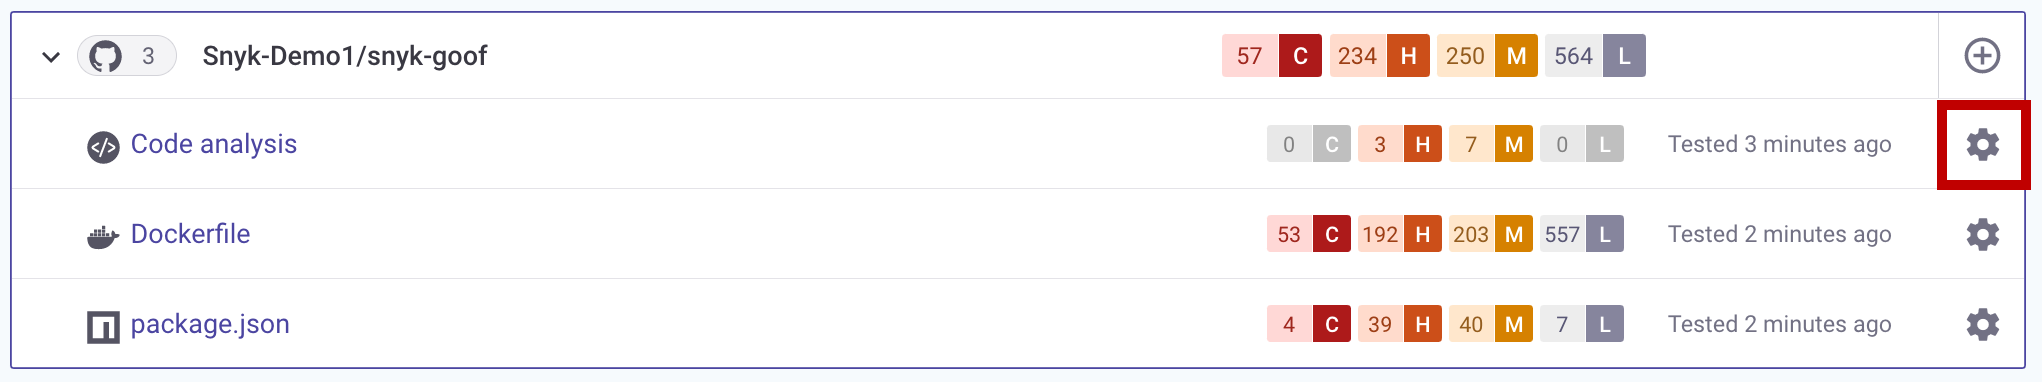 3 Snyk-Demo1/snyk-goof 57 C 234 H 250 M 564 L
Code analysis 0 C 3 H 7 M 0 L Tested 3 minutes ago
Dockerfile 53 C 192 H 203 M 557 L Tested 2 minutes ago
package.json 4 C 39 H 40 M 7 L Tested 2 minutes ago